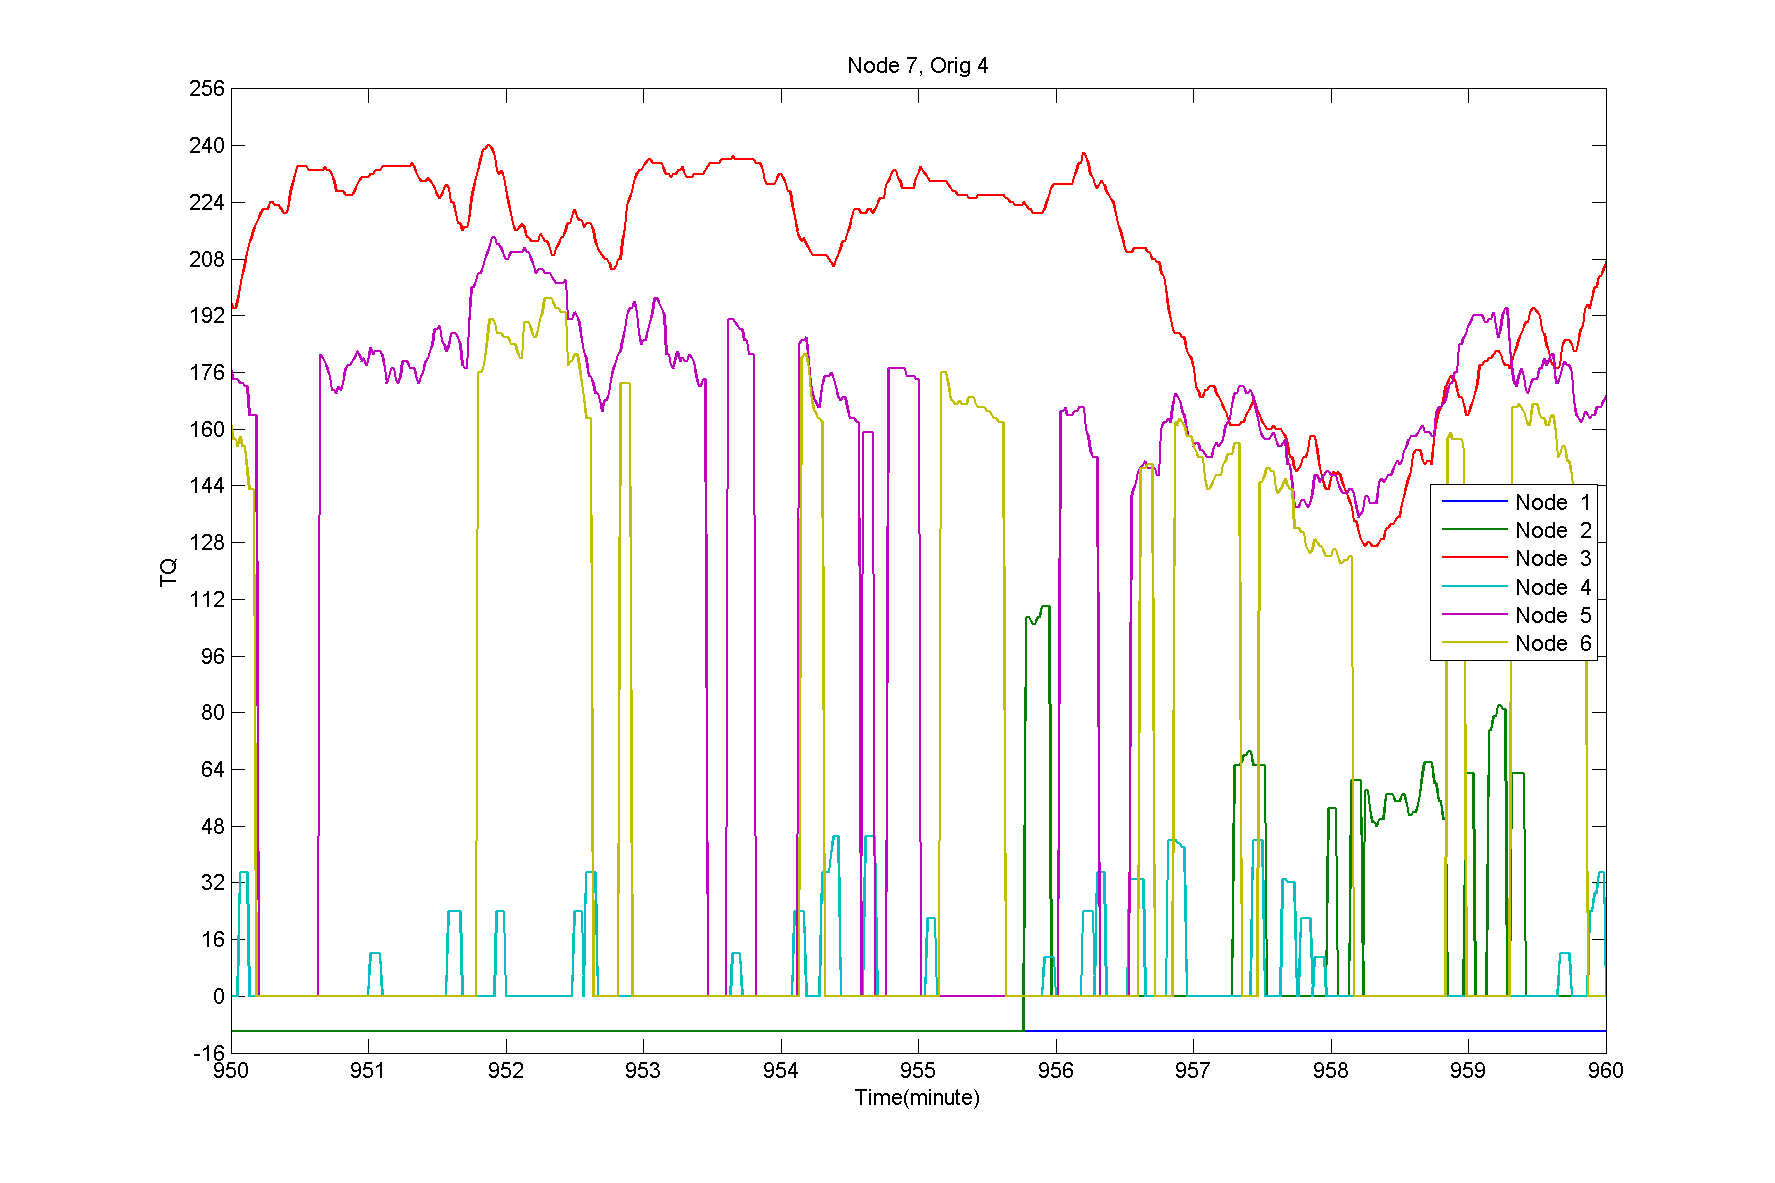 Node 7, Orig 4
256
240
224
208
192
176
160
144
128
112
96
80
64
48
32
16
0
-16
TQ
Node 1
Node 2
Node 3
Node 4
Node 5
Node 6
950 951 952 953 954 955 956 957 958 959 960
Time(minute)